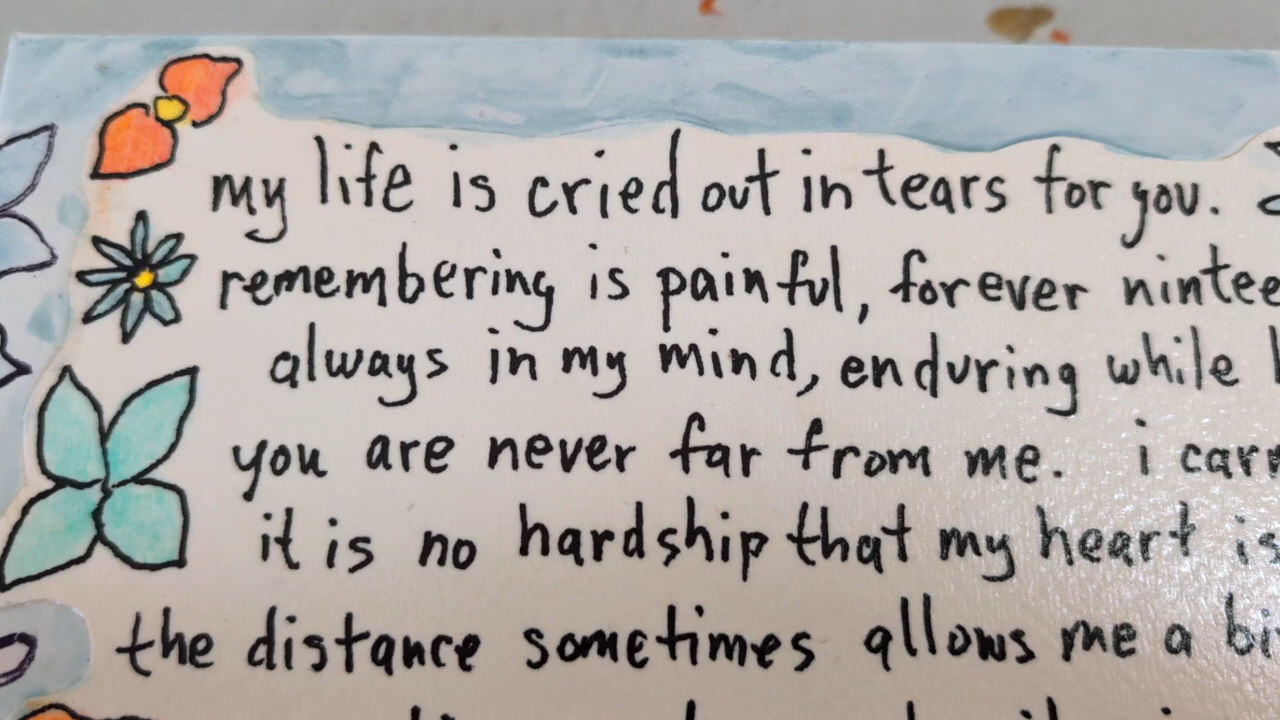 my life is cried out in tears for you.
remembering is painful, forever nintee
always in my mind, enduring while
you are never far from me. i carr
it is no hardship that my heart is
the distance sometimes allows me a bi